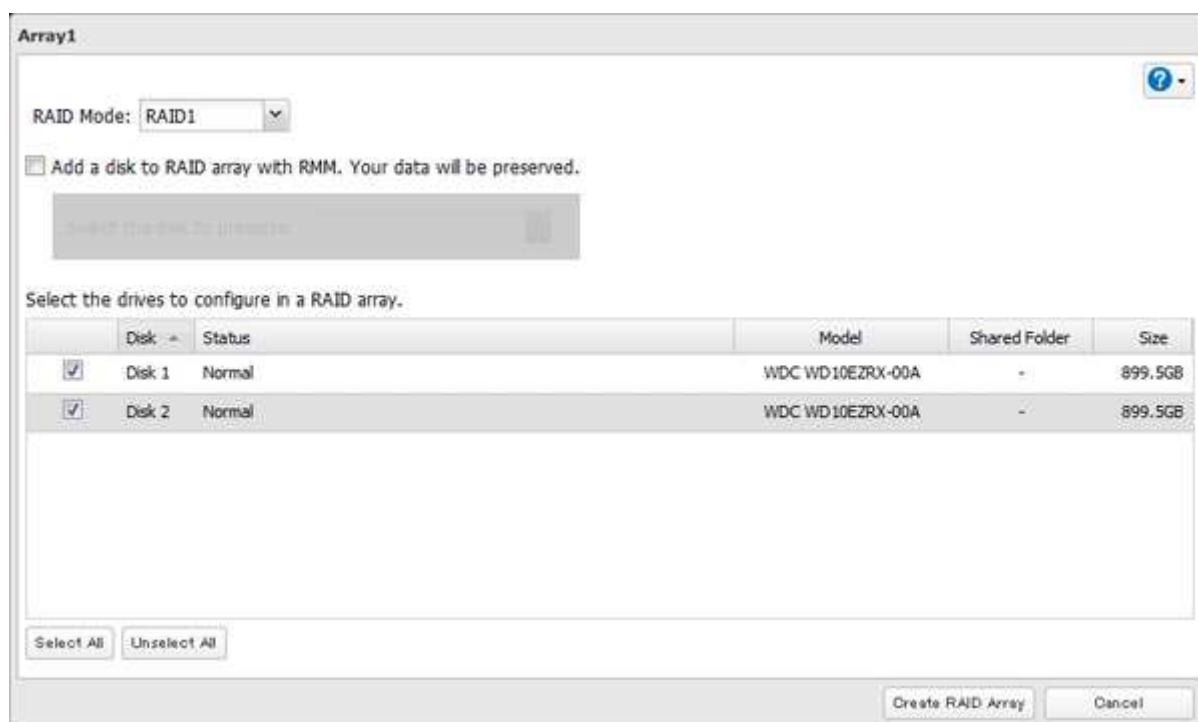 Array1
?
RAID Mode: RAID1
Add a disk to RAID array with RMM. Your data will be preserved.
Select the drives to configure in a RAID array.
Disk Status Model Shared Folder Size
Disk 1 Normal WDC WD10EZRX-00A - 899.5GB
Disk 2 Normal WDC WD10EZRX-00A - 899.5GB
Select All Unselect All
Create RAID Array Cancel